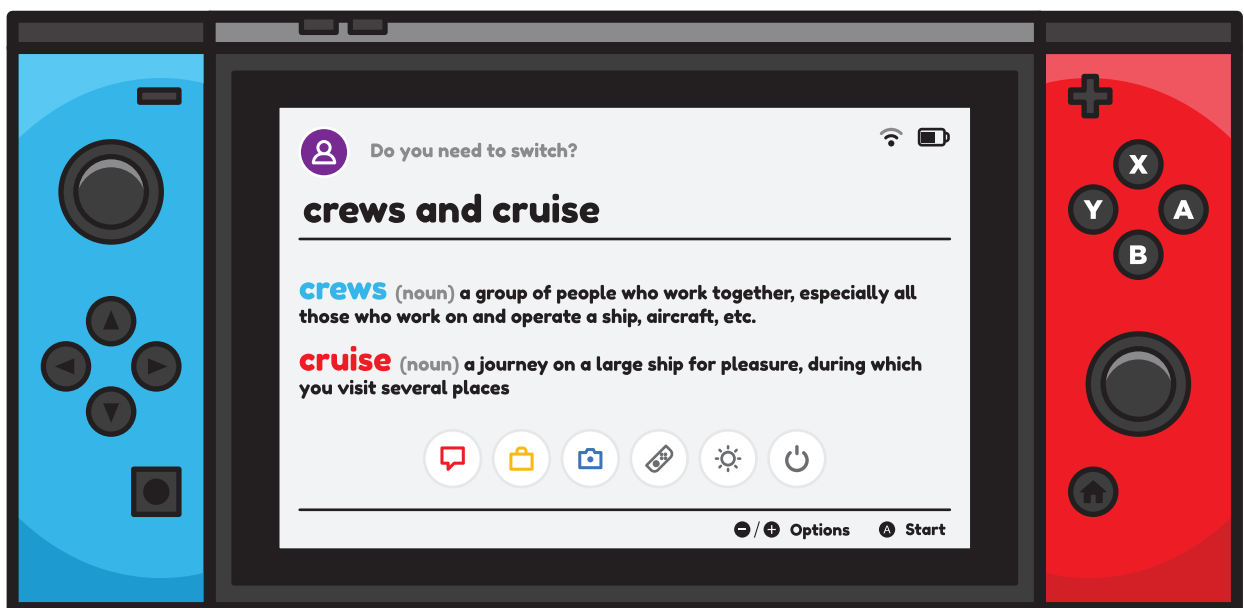 Do you need to switch?
crews and cruise
crews (noun) a group of people who work together, especially all
those who work on and operate a ship, aircraft, etc.
cruise (noun) a journey on a large ship for pleasure, during which
you visit several places
X
Y A
B
-/+ Options A Start